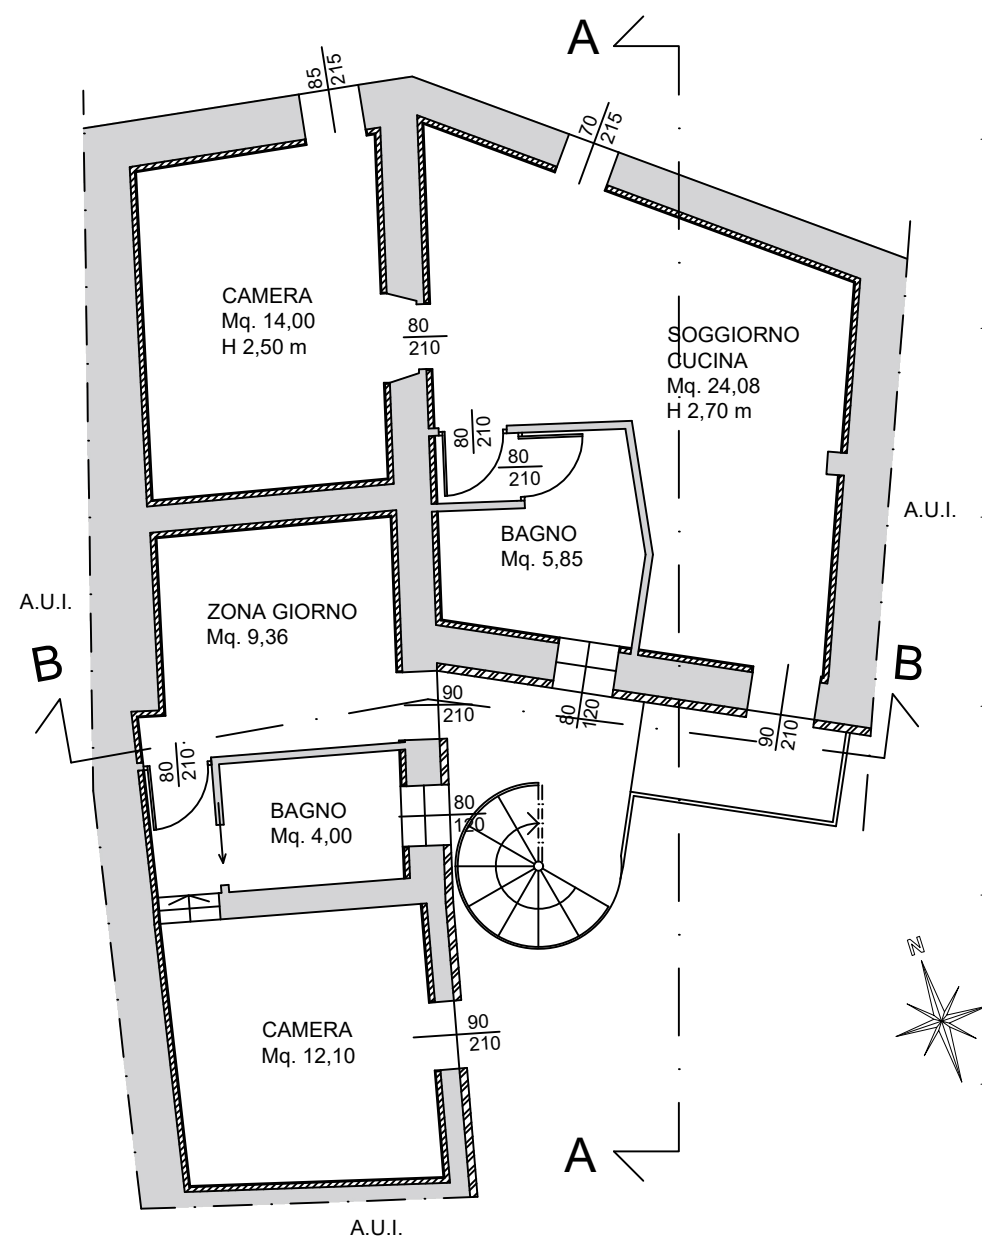 A
85
215
70
215
CAMERA
Mq. 14,00
H 2,50 m
80
210
SOGGIORNO
CUCINA
Mq. 24,08
H 2,70 m
80
210
80
210
BAGNO
Mq. 5,85
A.U.I.
A.U.I.
ZONA GIORNO
Mq. 9,36
B
B
90
210
80
120
90
210
80
210
BAGNO
Mq. 4,00
80
120
N
CAMERA
Mq. 12,10
90
210
A
A.U.I.